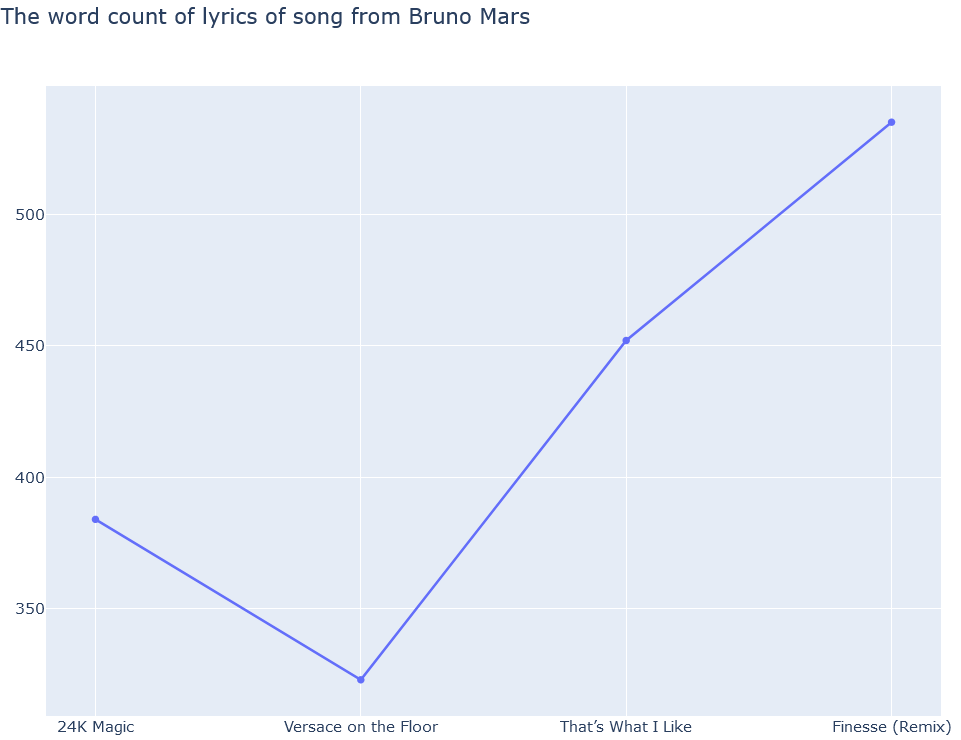 The word count of lyrics of song from Bruno Mars
500
450
400
350
24K Magic
Versace on the Floor
That’s What I Like
Finesse (Remix)